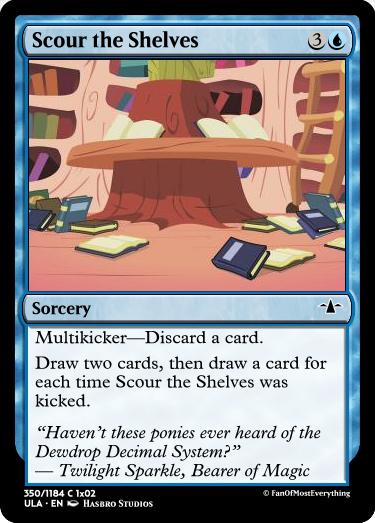 Scour the Shelves 3
Sorcery
Multikicker—Discard a card.
Draw two cards, then draw a card for
each time Scour the Shelves was
kicked.
“Haven’t these ponies ever heard of the
Dewdrop Decimal System?”
— Twilight Sparkle, Bearer of Magic
350/1184 C 1x02
ULA • EN Hasbro Studios © FanOfMostEverything